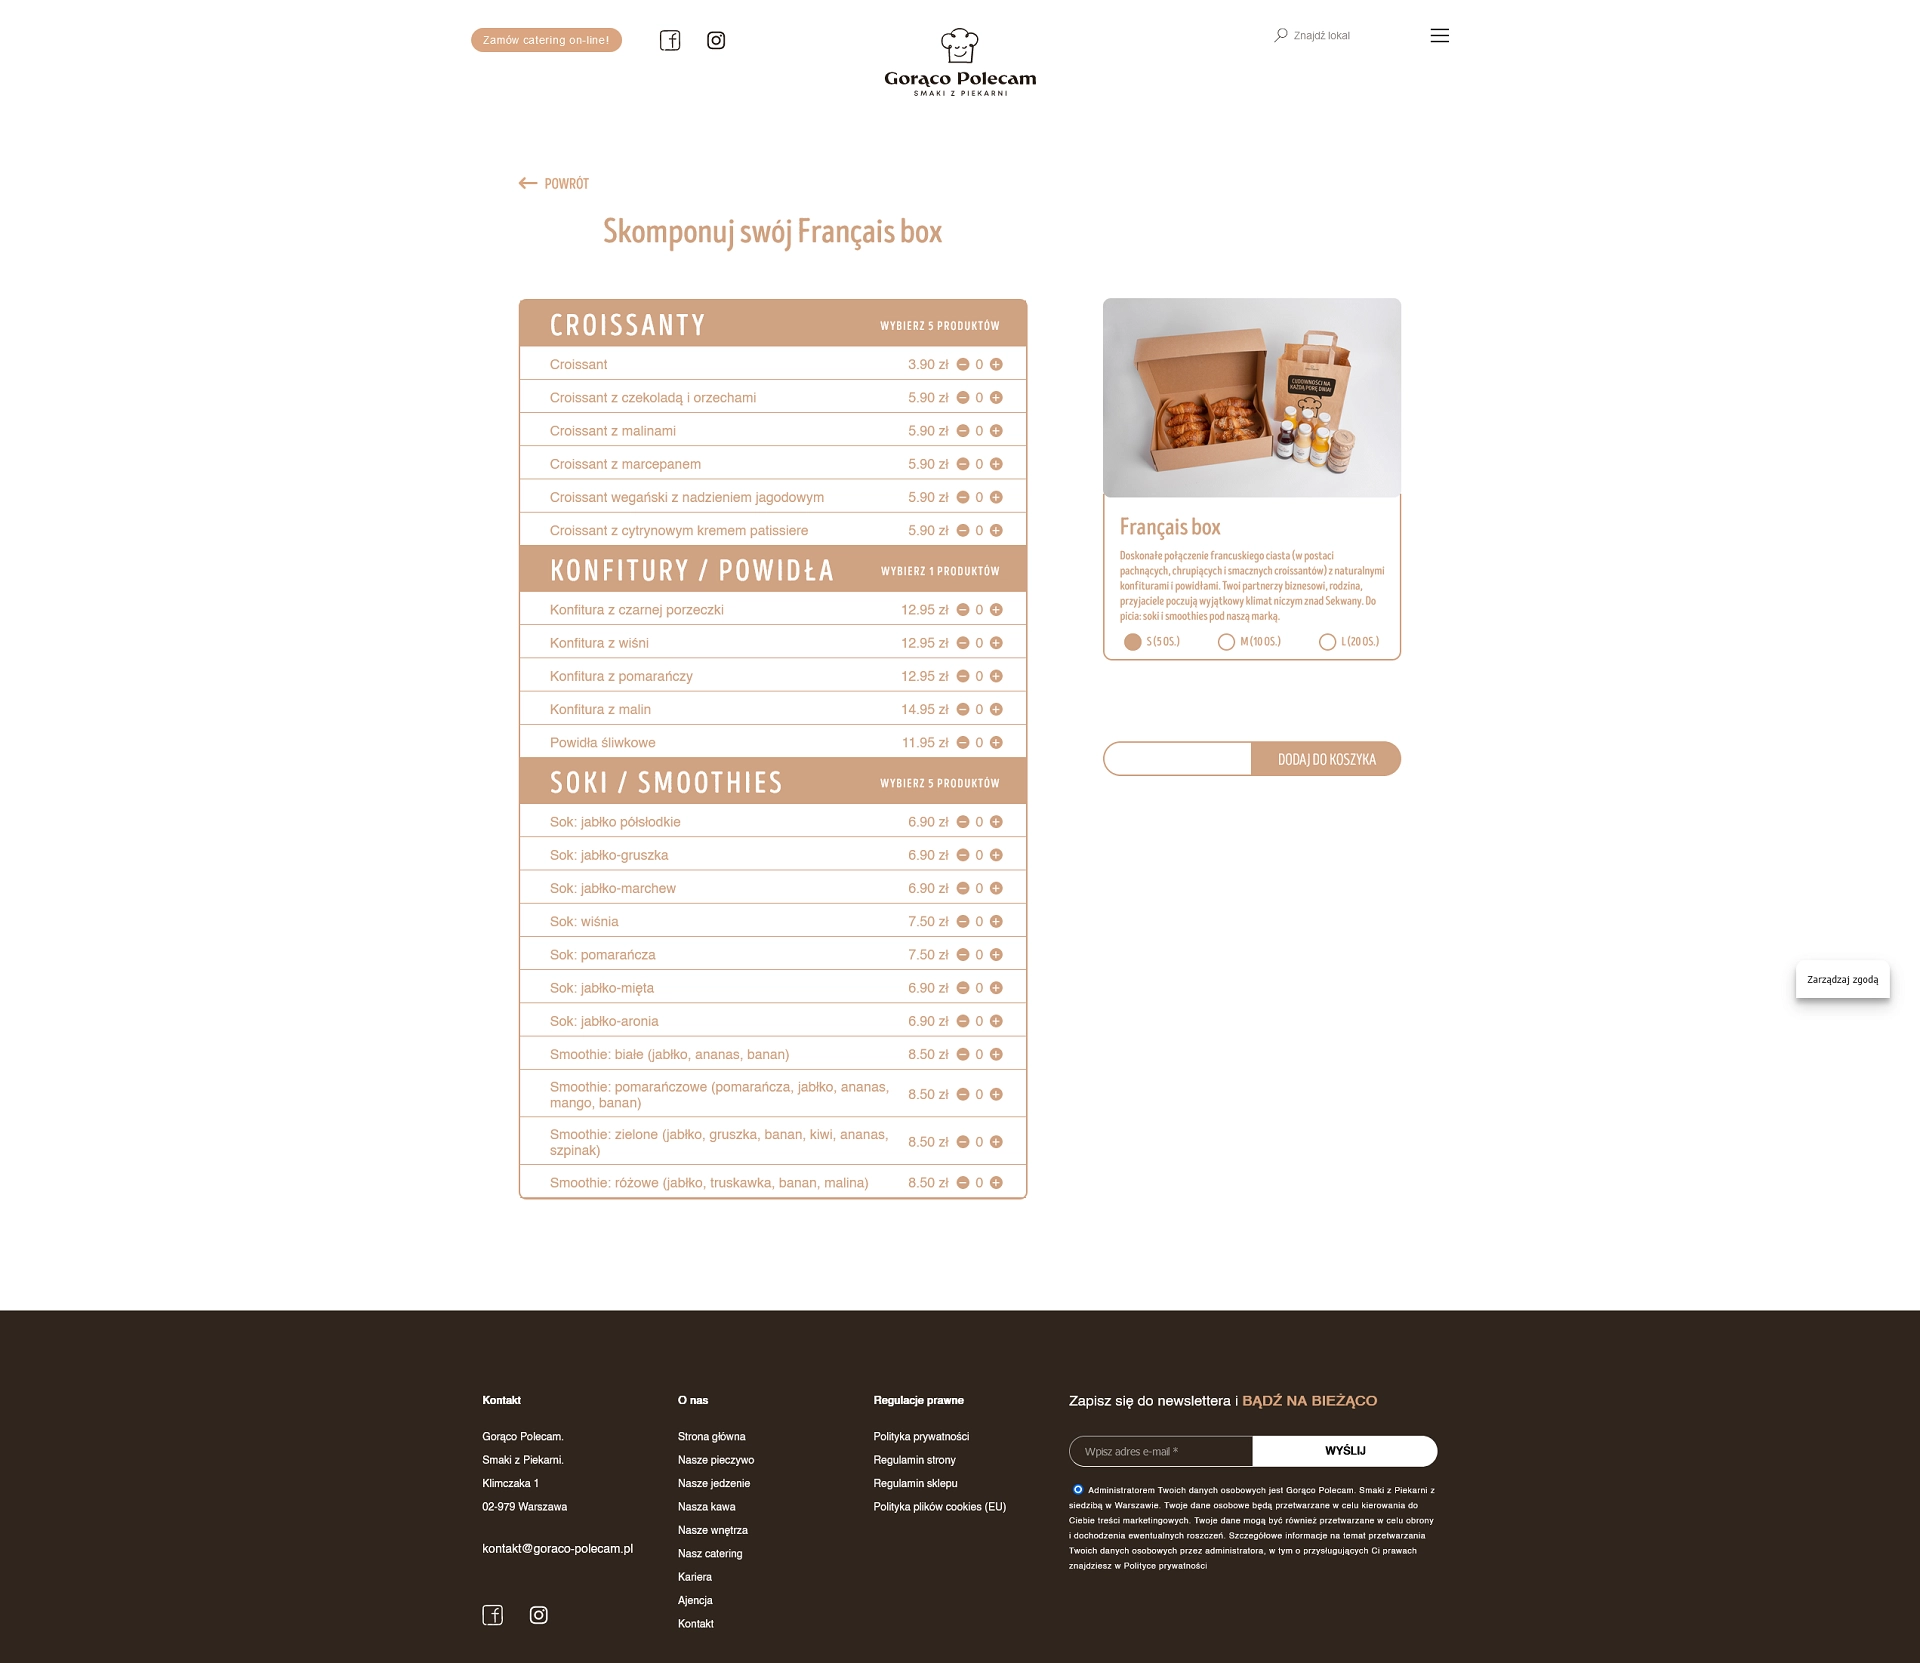 Zamów catering on-line!
Gorąco Polecam
SMAKI Z PIEKARNI
Znajdź lokal
POWRÓT
Skomponuj swój Français box
CROISSANTY WYBIERZ 5 PRODUKTÓW
Croissant 3.90 zł 0
Croissant z czekoladą i orzechami 5.90 zł 0
Croissant z malinami 5.90 zł 0
Croissant z marcepanem 5.90 zł 0
Croissant wegański z nadzieniem jagodowym 5.90 zł 0
Croissant z cytrynowym kremem patissiere 5.90 zł 0
KONFITURY / POWIDŁA WYBIERZ 1 PRODUKTÓW
Konfitura z czarnej porzeczki 12.95 zł 0
Konfitura z wiśni 12.95 zł 0
Konfitura z pomarańczy 12.95 zł 0
Konfitura z malin 14.95 zł 0
Powidła śliwkowe 11.95 zł 0
SOKI / SMOOTHIES WYBIERZ 5 PRODUKTÓW
Sok: jabłko półsłodkie 6.90 zł 0
Sok: jabłko-gruszka 6.90 zł 0
Sok: jabłko-marchew 6.90 zł 0
Sok: wiśnia 7.50 zł 0
Sok: pomarańcza 7.50 zł 0
Sok: jabłko-mięta 6.90 zł 0
Sok: jabłko-aronia 6.90 zł 0
Smoothie: białe (jabłko, ananas, banan) 8.50 zł 0
Smoothie: pomarańczowe (pomarańcza, jabłko, ananas,
mango, banan) 8.50 zł 0
Smoothie: zielone (jabłko, gruszka, banan, kiwi, ananas,
szpinak) 8.50 zł 0
Smoothie: różowe (jabłko, truskawka, banan, malina) 8.50 zł 0
CUDOWNOŚCI NA
KAŻDĄ PORĘ DNIA!
Français box
Doskonałe połączenie francuskiego ciasta (w postaci
pachnących, chrupiących i smacznych croissantów) z naturalnymi
konfiturami i powidłami. Twoi partnerzy biznesowi, rodzina,
przyjaciele poczują wyjątkowy klimat niczym znad Sekwany. Do
picia: soki i smoothies pod naszą marką.
S (5 OS.) M (10 OS.) L (20 OS.)
DODAJ DO KOSZYKA
Zarządzaj zgodą
Kontakt
Gorąco Polecam.
Smaki z Piekarni.
Klimczaka 1
02-979 Warszawa
kontakt@goraco-polecam.pl
O nas
Strona główna
Nasze pieczywo
Nasze jedzenie
Nasza kawa
Nasze wnętrza
Nasz catering
Kariera
Ajencja
Kontakt
Regulacje prawne
Polityka prywatności
Regulamin strony
Regulamin sklepu
Polityka plików cookies (EU)
Zapisz się do newslettera i BĄDŹ NA BIEŻĄCO
Wpisz adres e-mail *
WYŚLIJ
Administratorem Twoich danych osobowych jest Gorąco Polecam. Smaki z Piekarni z
siedzibą w Warszawie. Twoje dane osobowe będą przetwarzane w celu kierowania do
Ciebie treści marketingowych. Twoje dane mogą być również przetwarzane w celu obrony
i dochodzenia ewentualnych roszczeń. Szczegółowe informacje na temat przetwarzania
Twoich danych osobowych przez administratora, w tym o przysługujących Ci prawach
znajdziesz w Polityce prywatności